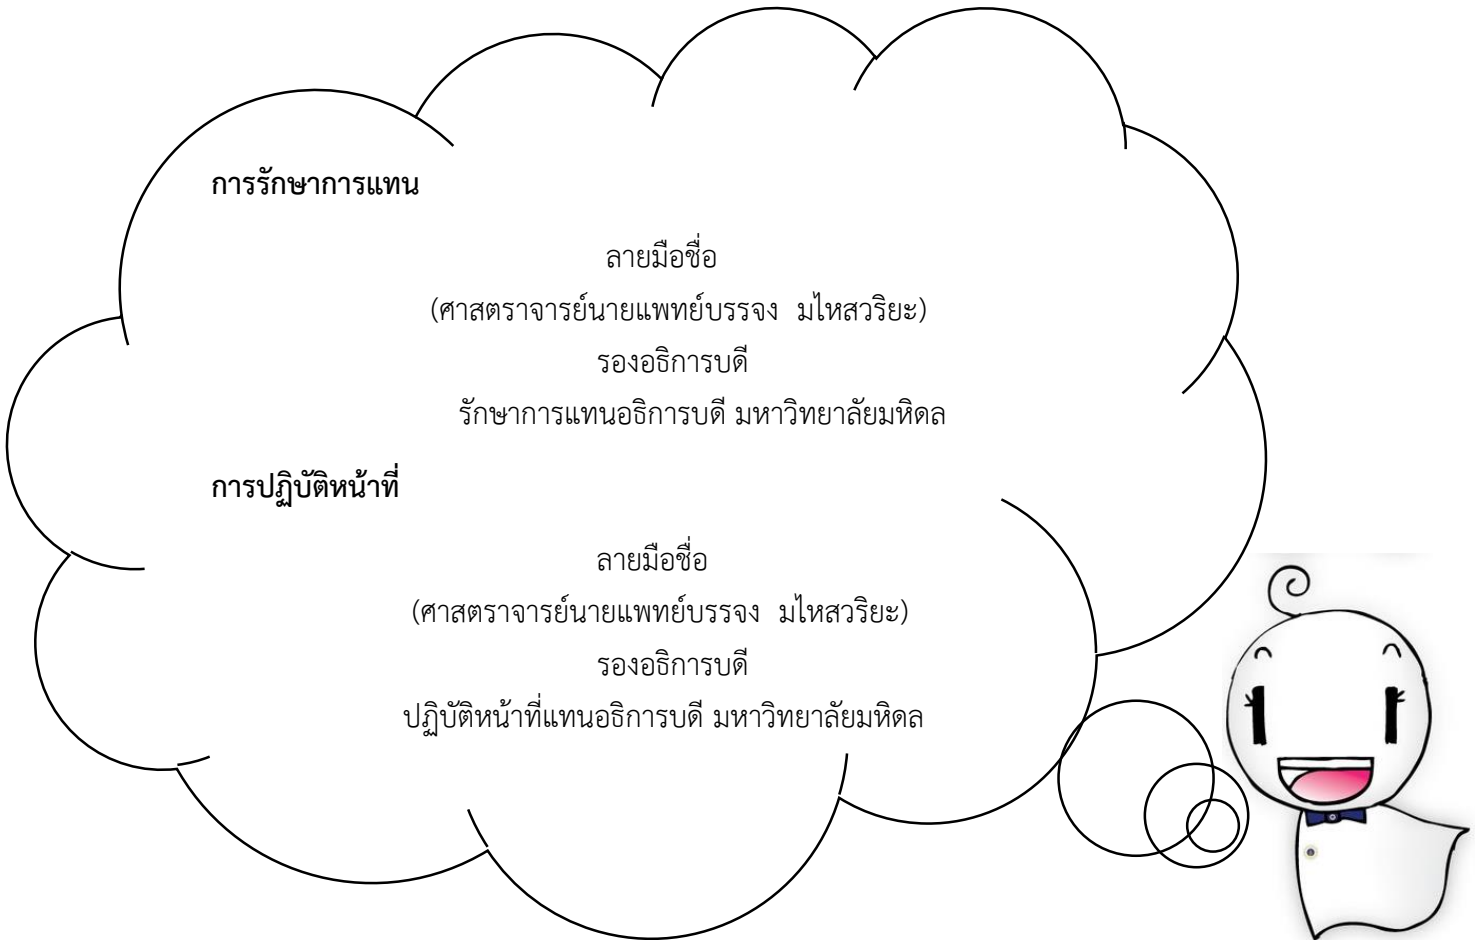 การรักษาการแทน
ลายมือชื่อ
(ศาสตราจารย์นายแพทย์บรรจง  มไหสวริยะ)
รองอธิการบดี
รักษาการแทนอธิการบดี มหาวิทยาลัยมหิดล
การปฏิบัติหน้าที่
ลายมือชื่อ
(ศาสตราจารย์นายแพทย์บรรจง  มไหสวริยะ)
รองอธิการบดี
ปฏิบัติหน้าที่แทนอธิการบดี มหาวิทยาลัยมหิดล